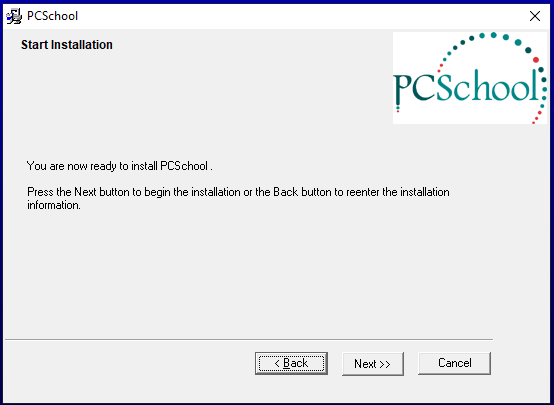 PCSchool
Start Installation
PCSchool
You are now ready to install PCSchool .
Press the Next button to begin the installation or the Back button to reenter the installation
information.
< Back
Next >>
Cancel